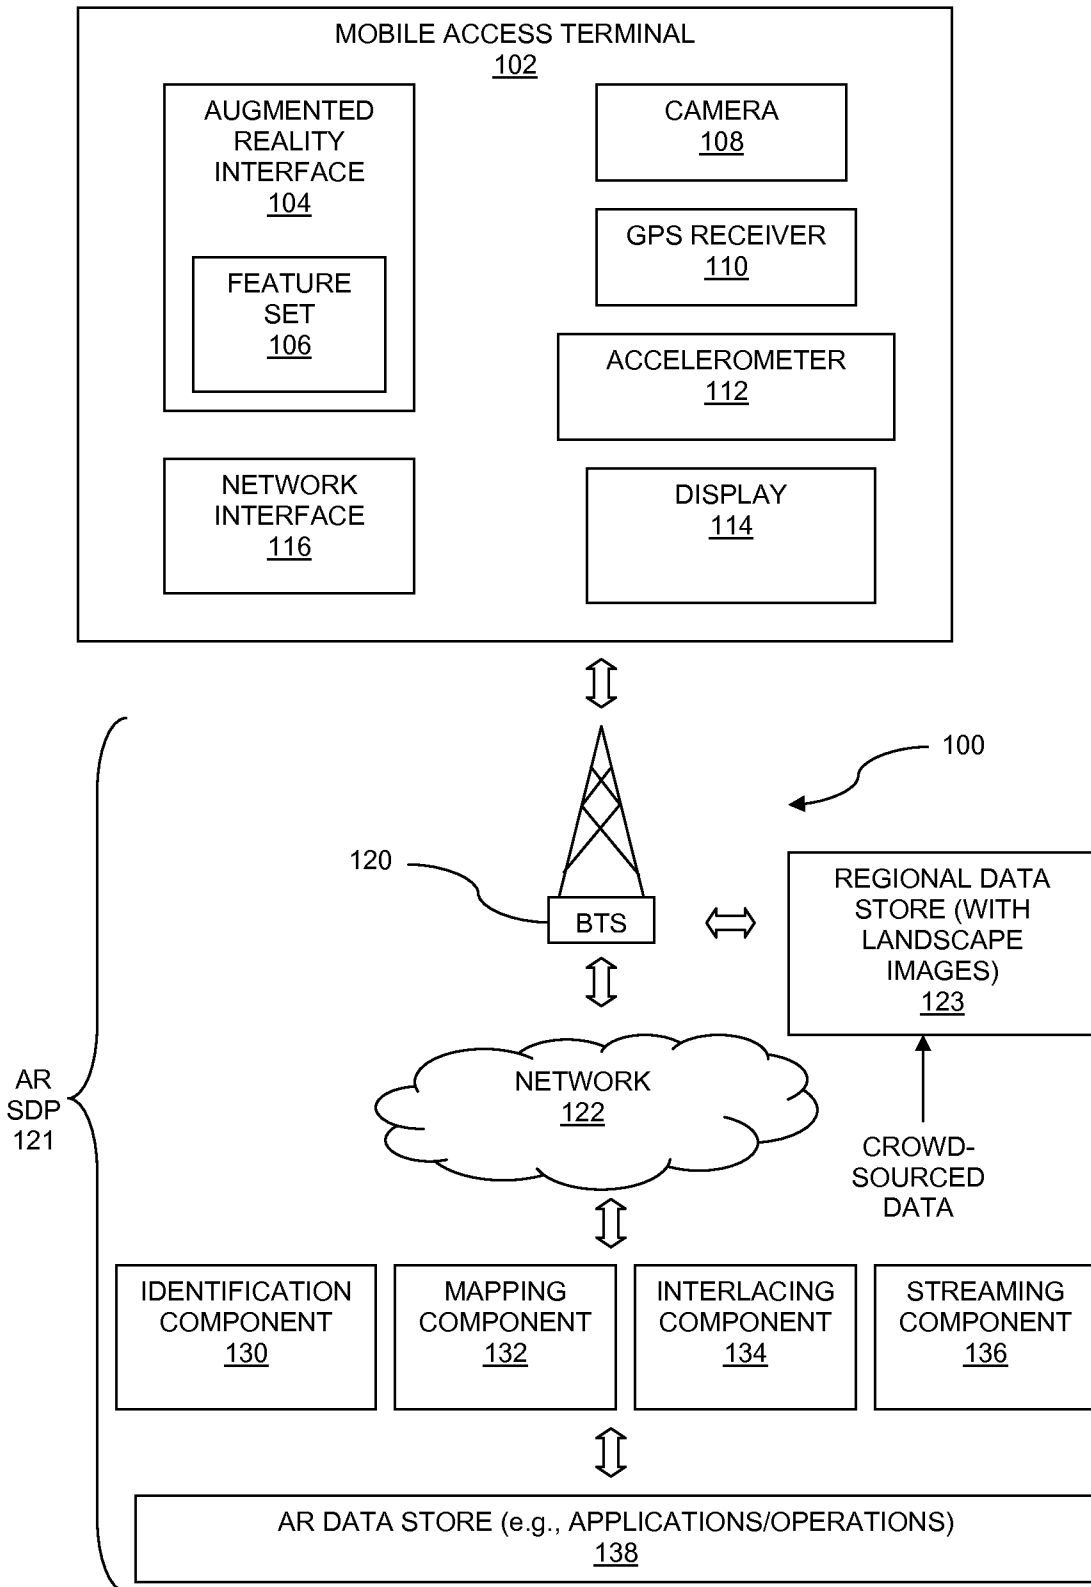 MOBILE ACCESS TERMINAL
102
AUGMENTED
REALITY
INTERFACE
104
FEATURE
SET
106
NETWORK
INTERFACE
116
CAMERA
108
GPS RECEIVER
110
ACCELEROMETER
112
DISPLAY
114
100
120
BTS
REGIONAL DATA
STORE (WITH
LANDSCAPE
IMAGES)
123
NETWORK
122
CROWD-
SOURCED
DATA
AR
SDP
121
IDENTIFICATION
COMPONENT
130
MAPPING
COMPONENT
132
INTERLACING
COMPONENT
134
STREAMING
COMPONENT
136
AR DATA STORE (e.g., APPLICATIONS/OPERATIONS)
138